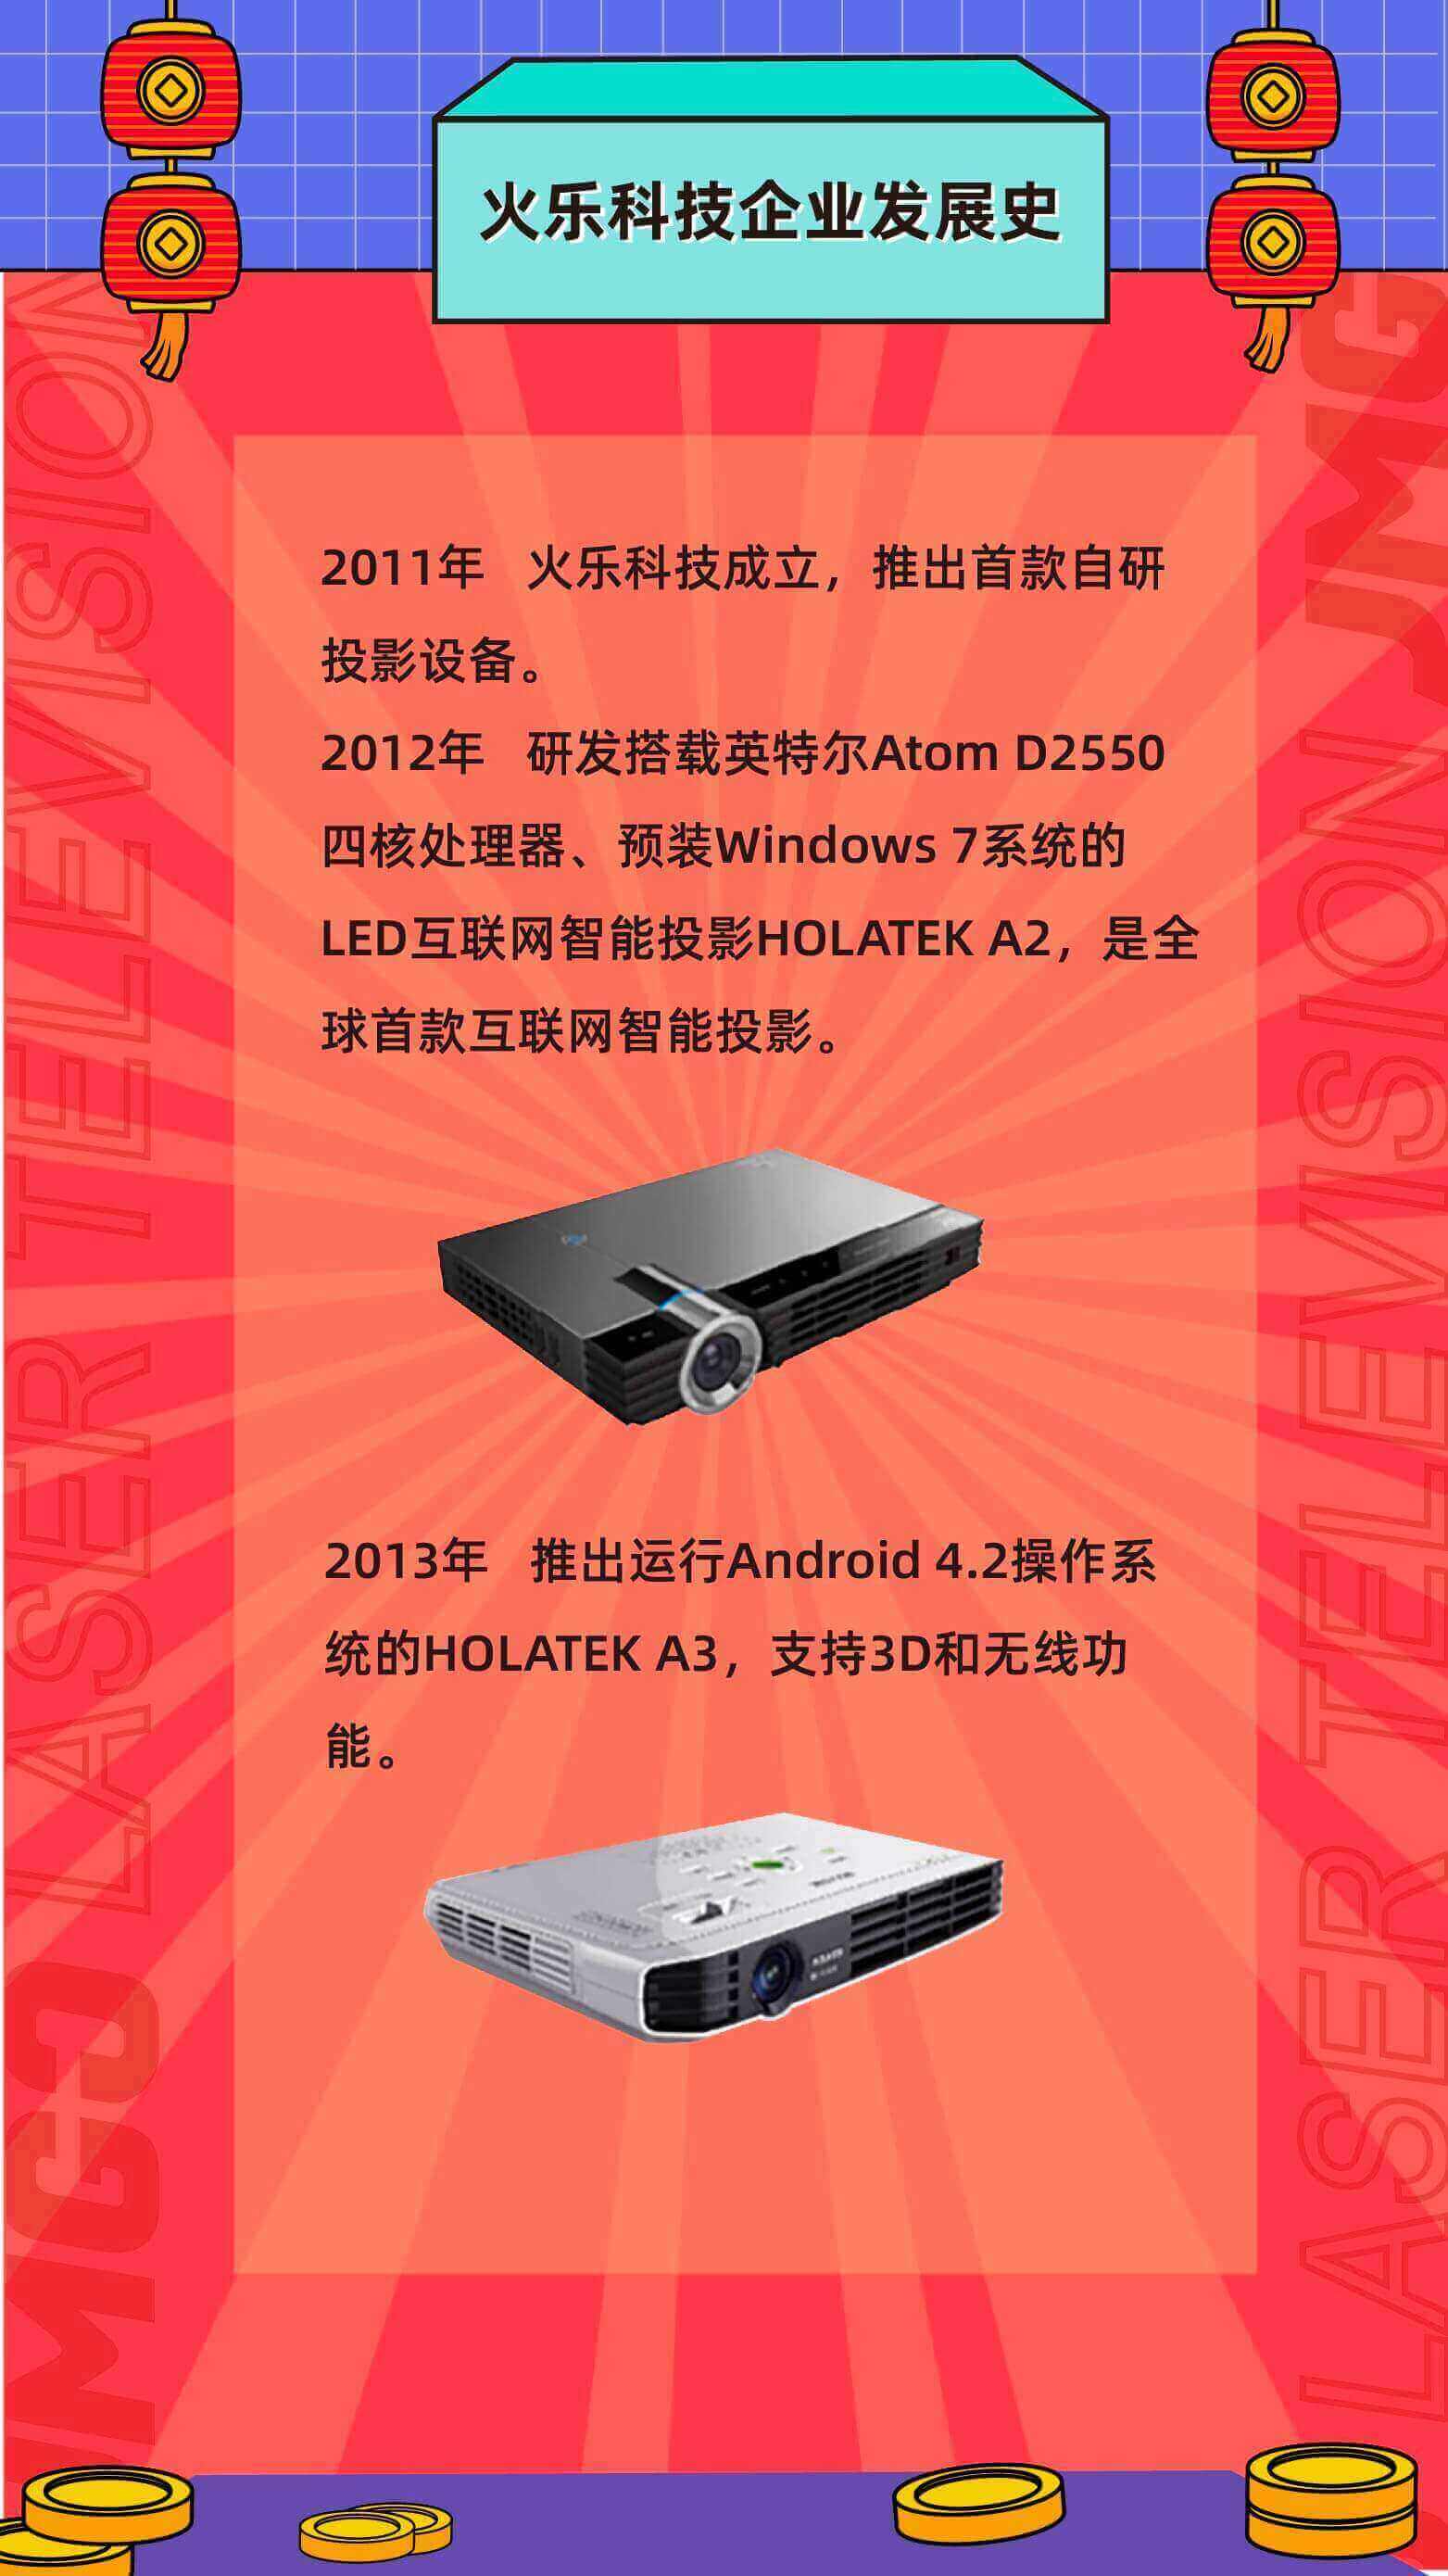 火乐科技企业发展史
2011年 火乐科技成立，推出首款自研
投影设备。
2012年 研发搭载英特尔Atom D2550
四核处理器、预装Windows 7系统的
LED互联网智能投影HOLATEK A2，是全
球首款互联网智能投影。
2013年 推出运行Android 4.2操作系
统的HOLATEK A3，支持3D和无线功
能。
JMGO LASER TELEVISION
JMGO LASER TELEVISION